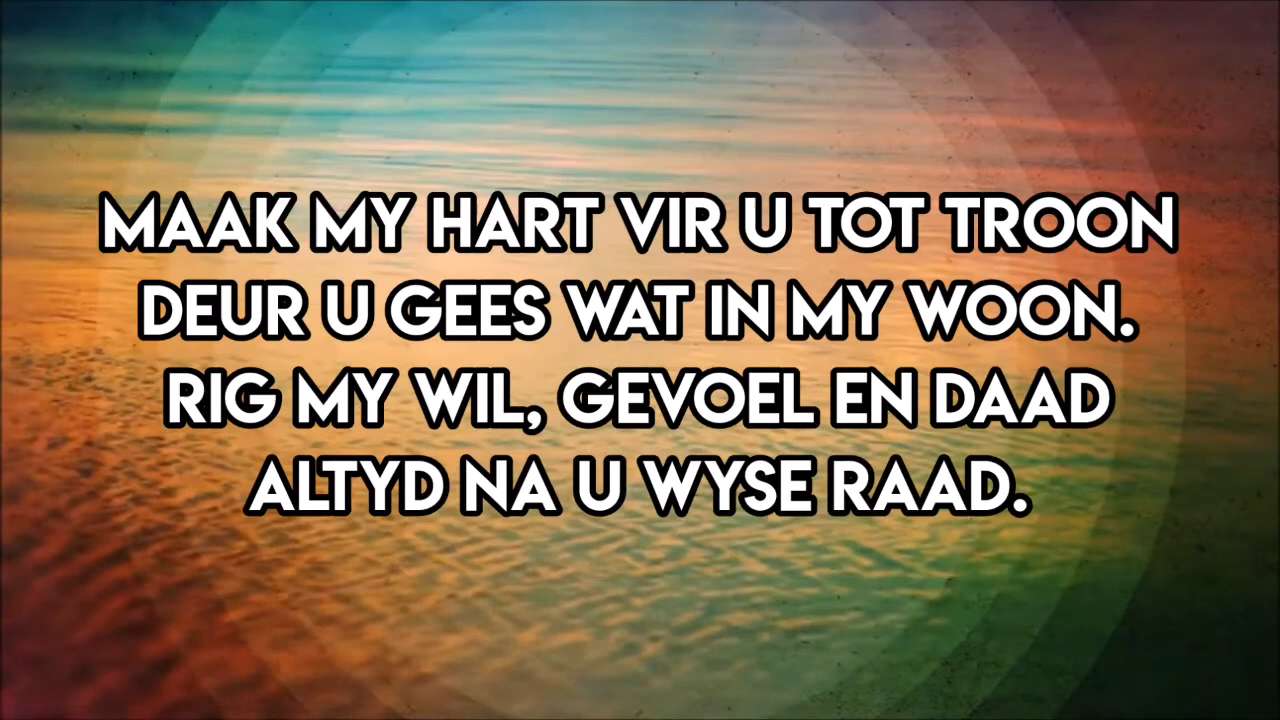 MAAK MY HART VIR U TOT TROON
DEUR U GEES WAT IN MY WOON.
RIG MY WIL, GEVOEL EN DAAD
ALTYD NA U WYSE RAAD.